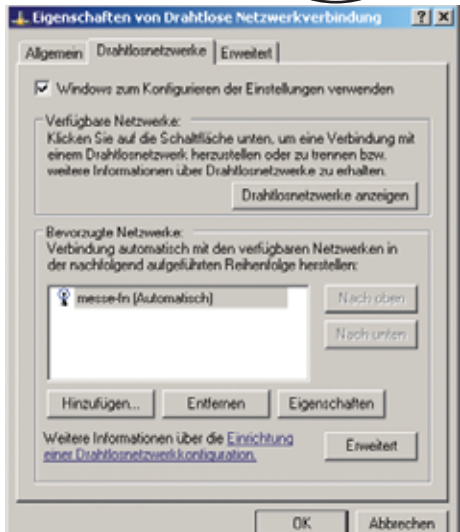 Eigenschaften von Drahtlose Netzwerkverbindung
Allgemein Drahtlosnetzwerke Erweitert
Windows zum Konfigurieren der Einstellungen verwenden
Verfügbare Netzwerke:
Klicken Sie auf die Schaltfläche unten, um eine Verbindung mit
einem Drahtlosnetzwerk herzustellen oder zu trennen bzw.
weitere Informationen über Drahtlosnetzwerke zu erhalten.
Drahtlosnetzwerke anzeigen
Bevorzugte Netzwerke:
Verbindung automatisch mit den verfügbaren Netzwerken in
der nachfolgend aufgeführten Reihenfolge herstellen:
messe-fn (Automatisch)
Nach oben
Nach unten
Hinzufügen... Entfernen Eigenschaften
Weitere Informationen über die Einrichtung
einer Drahtlosnetzwerkkonfiguration.
Erweitert
OK Abbrechen